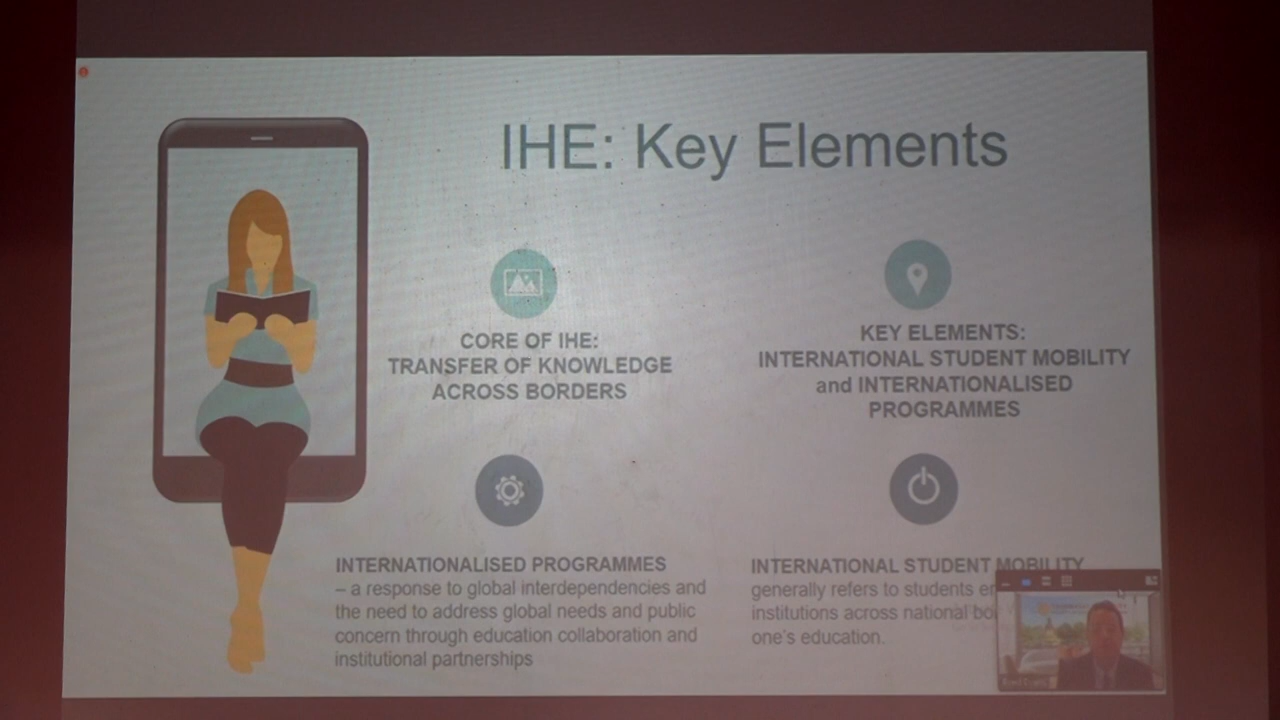 IHE: Key Elements
CORE OF IHE:
TRANSFER OF KNOWLEDGE
ACROSS BORDERS
KEY ELEMENTS:
INTERNATIONAL STUDENT MOBILITY
and INTERNATIONALISED
PROGRAMMES
INTERNATIONALISED PROGRAMMES
– a response to global interdependencies and
the need to address global needs and public
concern through education collaboration and
institutional partnerships
INTERNATIONAL STUDENT MOBILITY
generally refers to students
institutions across national
one's education.